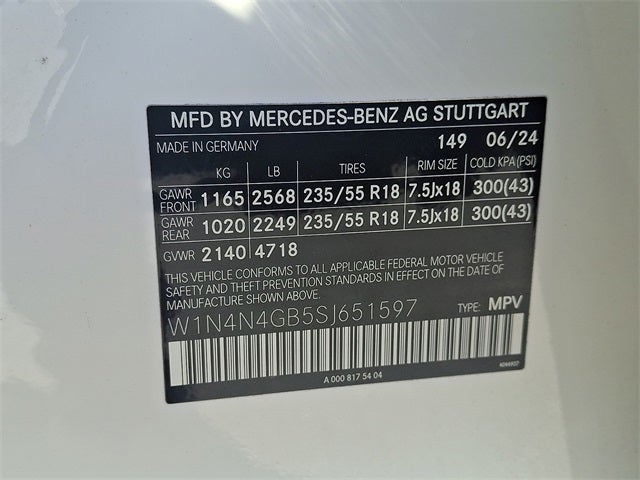 MFD BY MERCEDES-BENZ AG STUTTGART
MADE IN GERMANY 149 06/24
KG LB TIRES RIM SIZE COLD KPA (PSI)
GAWR FRONT 1165 2568 235/55 R18 7.5Jx18 300(43)
GAWR REAR 1020 2249 235/55 R18 7.5Jx18 300(43)
GVWR 2140 4718
THIS VEHICLE CONFORMS TO ALL APPLICABLE FEDERAL MOTOR VEHICLE
SAFETY AND THEFT PREVENTION STANDARDS IN EFFECT ON THE DATE OF
MANUFACTURE SHOWN ABOVE.
W1N4N4GB5SJ651597 TYPE: MPV
A 000 817 54 04